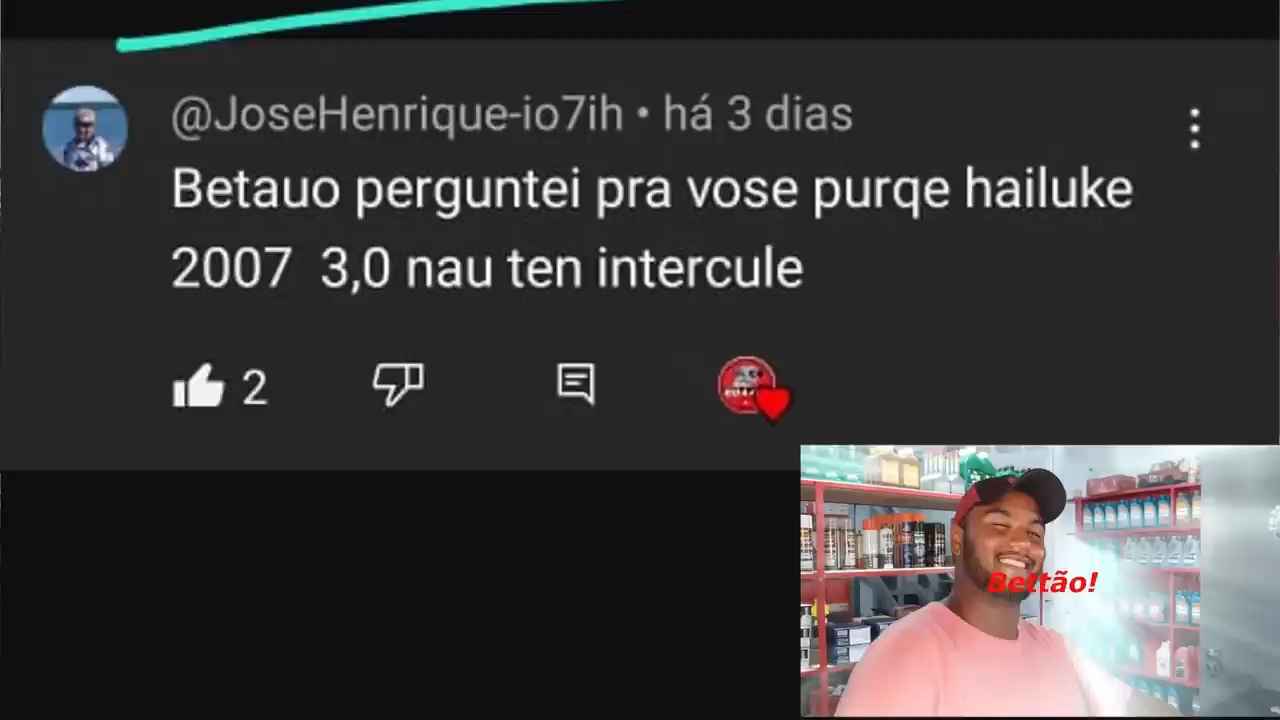 @JoseHenrique-io7ih • há 3 dias
Betauo perguntei pra vose purqe hailuke
2007 3,0 nau ten intercule
2
Bettão!